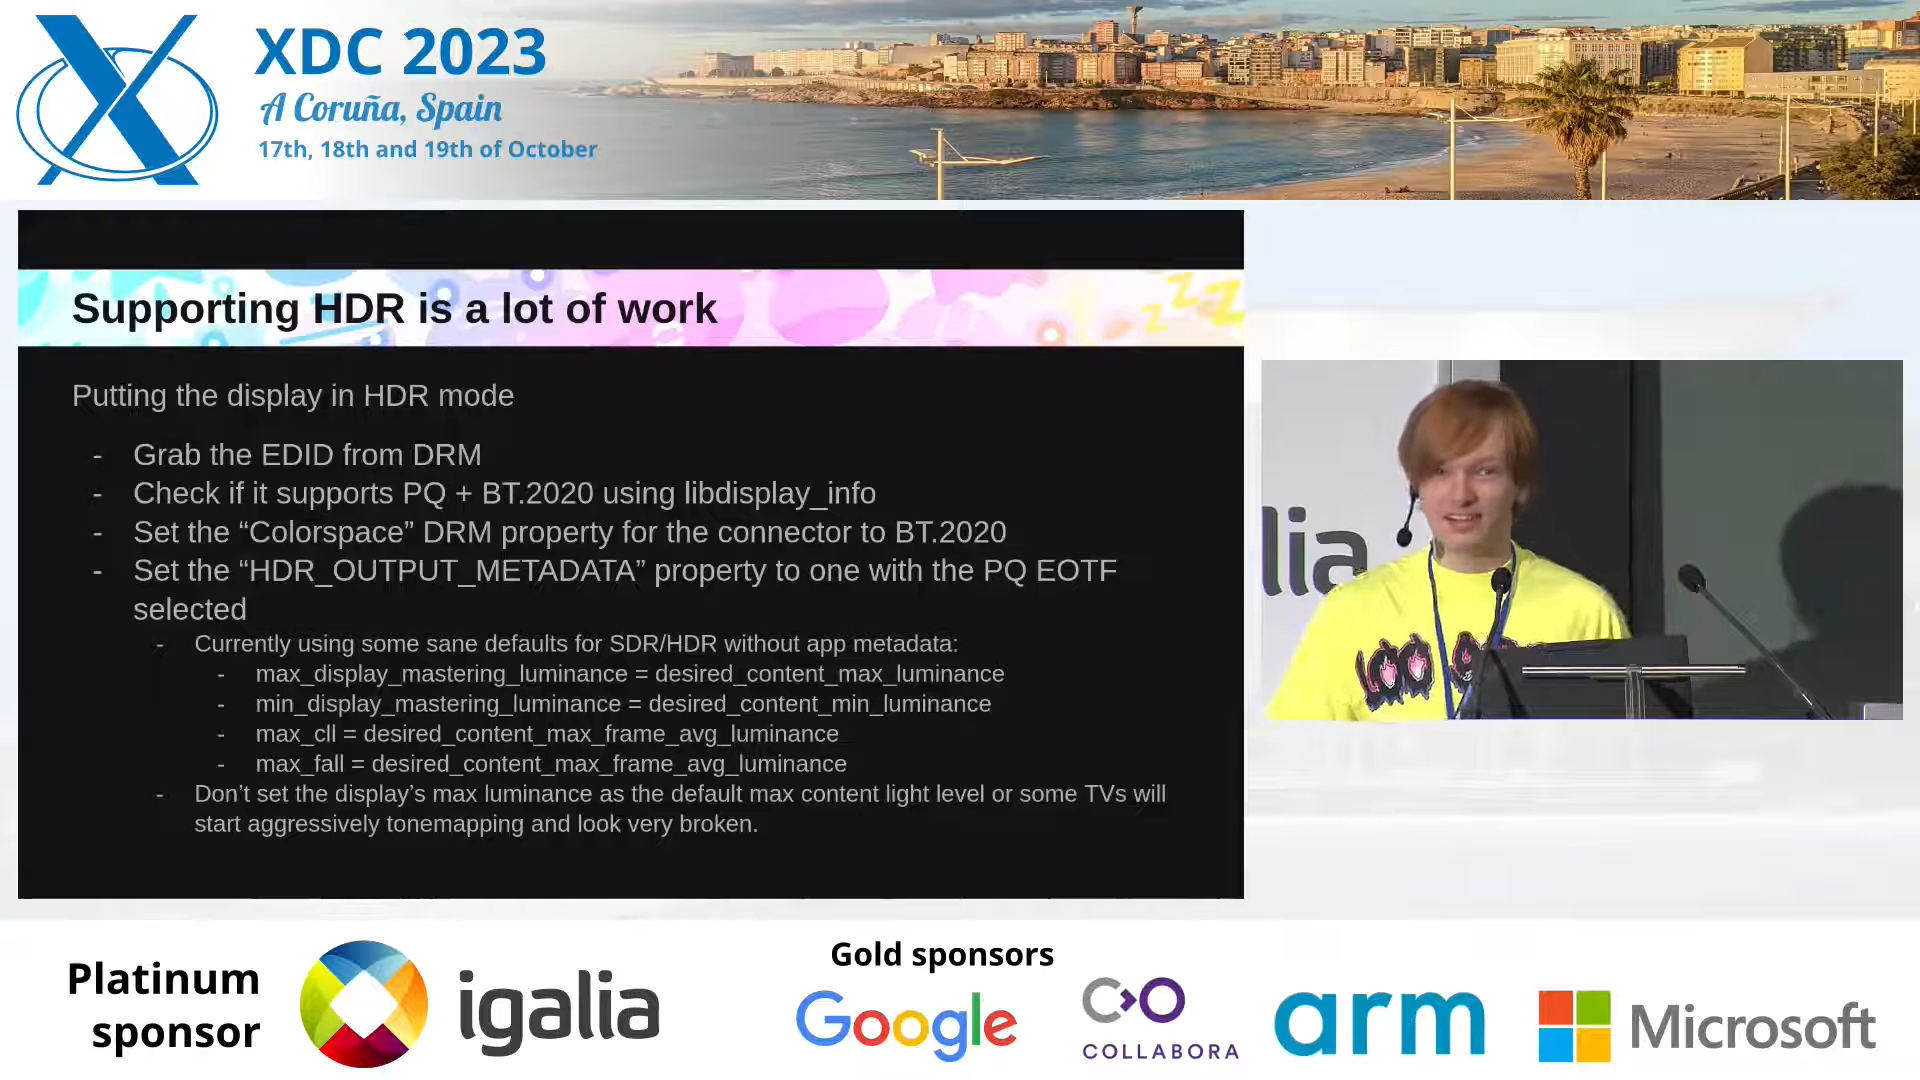 XDC 2023
A Coruña, Spain
17th, 18th and 19th of October
Supporting HDR is a lot of work
Putting the display in HDR mode
- Grab the EDID from DRM
- Check if it supports PQ + BT.2020 using libdisplay_info
- Set the “Colorspace” DRM property for the connector to BT.2020
- Set the “HDR_OUTPUT_METADATA” property to one with the PQ EOTF
selected
- Currently using some sane defaults for SDR/HDR without app metadata:
- max_display_mastering_luminance = desired_content_max_luminance
- min_display_mastering_luminance = desired_content_min_luminance
- max_cll = desired_content_max_frame_avg_luminance
- max_fall = desired_content_max_frame_avg_luminance
- Don’t set the display’s max luminance as the default max content light level or some TVs will
start aggressively tonemapping and look very broken.
lia
Platinum
sponsor
igalia
Gold sponsors
Google
COLLABORA
arm
Microsoft